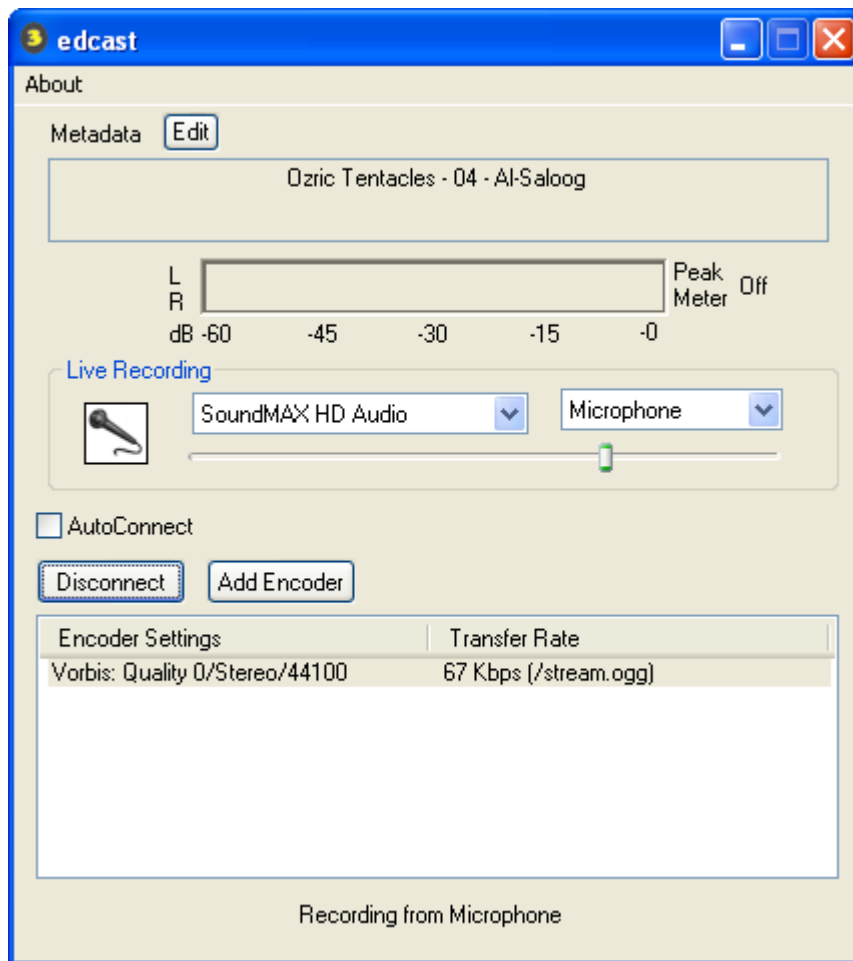 3 edcast
About
Metadata Edit
Ozric Tentacles - 04 - Al-Saloog
L
R
Peak
Meter Off
dB -60 -45 -30 -15 -0
Live Recording
SoundMAX HD Audio Microphone
AutoConnect
Disconnect Add Encoder
Encoder Settings Transfer Rate
Vorbis: Quality 0/Stereo/44100 67 Kbps (/stream.ogg)
Recording from Microphone